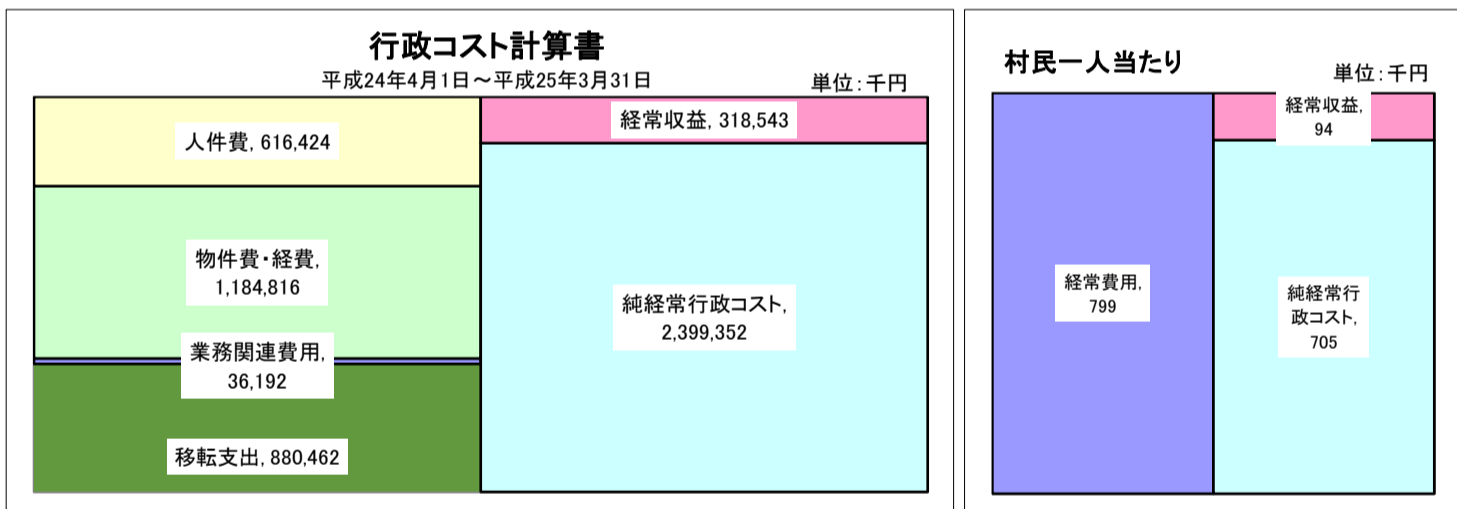 行政コスト計算書
平成24年4月1日～平成25年3月31日
単位：千円
人件費, 616,424
物件費・経費,
1,184,816
業務関連費用,
36,192
移転支出, 880,462
経常収益, 318,543
純経常行政コスト,
2,399,352
村民一人当たり
単位：千円
経常費用,
799
経常収益,
94
純経常行
政コスト,
705